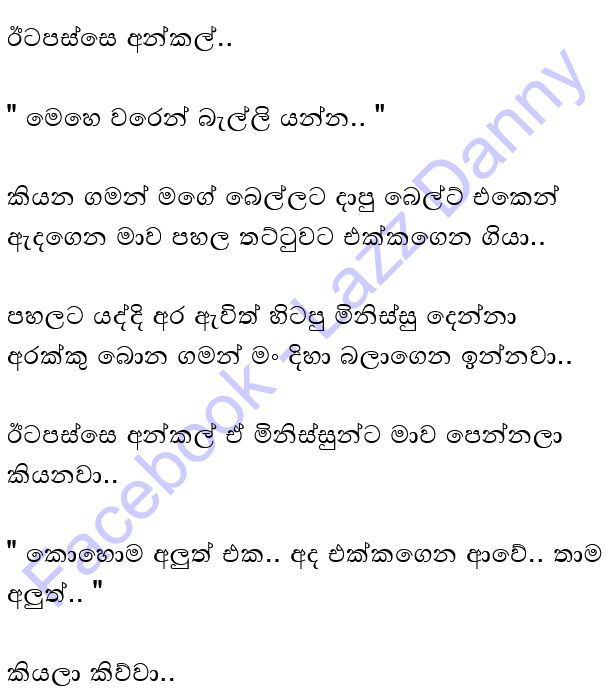 ඊටපස්සෙ අන්කල්..
" මෙහෙ වරෙන් බැල්ලි යන්න.. "
කියන ගමන් මගේ බෙල්ලට දාපු බෙල්ට් එකෙන්
ඇදගෙන මාව පහල තට්ටුවට එක්කගෙන ගියා..
පහලට යද්දි අර ඇවිත් හිටපු මිනිස්සු දෙන්නා
අරක්කු බොන ගමන් මං දිහා බලාගෙන ඉන්නවා..
ඊටපස්සෙ අන්කල් ඒ මිනිස්සුන්ට මාව පෙන්නලා
කියනවා..
" කොහොම අලුත් එක.. අද එක්කගෙන ආවේ.. තාම
අලුත්.. "
කියලා කිව්වා..
Facebook - Lazz Danny